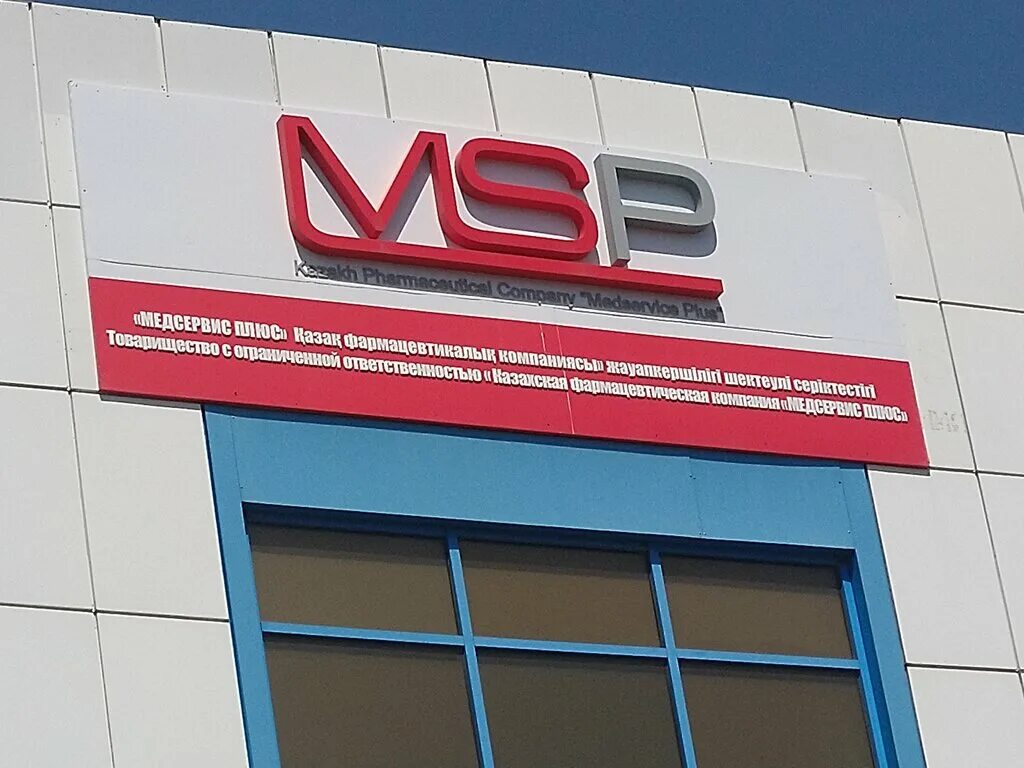 MSP
Kazakh Pharmaceutical Company "Medservice Plus"
«МЕДСЕРВИС ПЛЮС» Қазақ фармацевтикалық компаниясы» жауапкершілігі шектеулі серіктестігі
Товарищество с ограниченной ответственностью «Казахская фармацевтическая компания«МЕДСЕРВИС ПЛЮС»